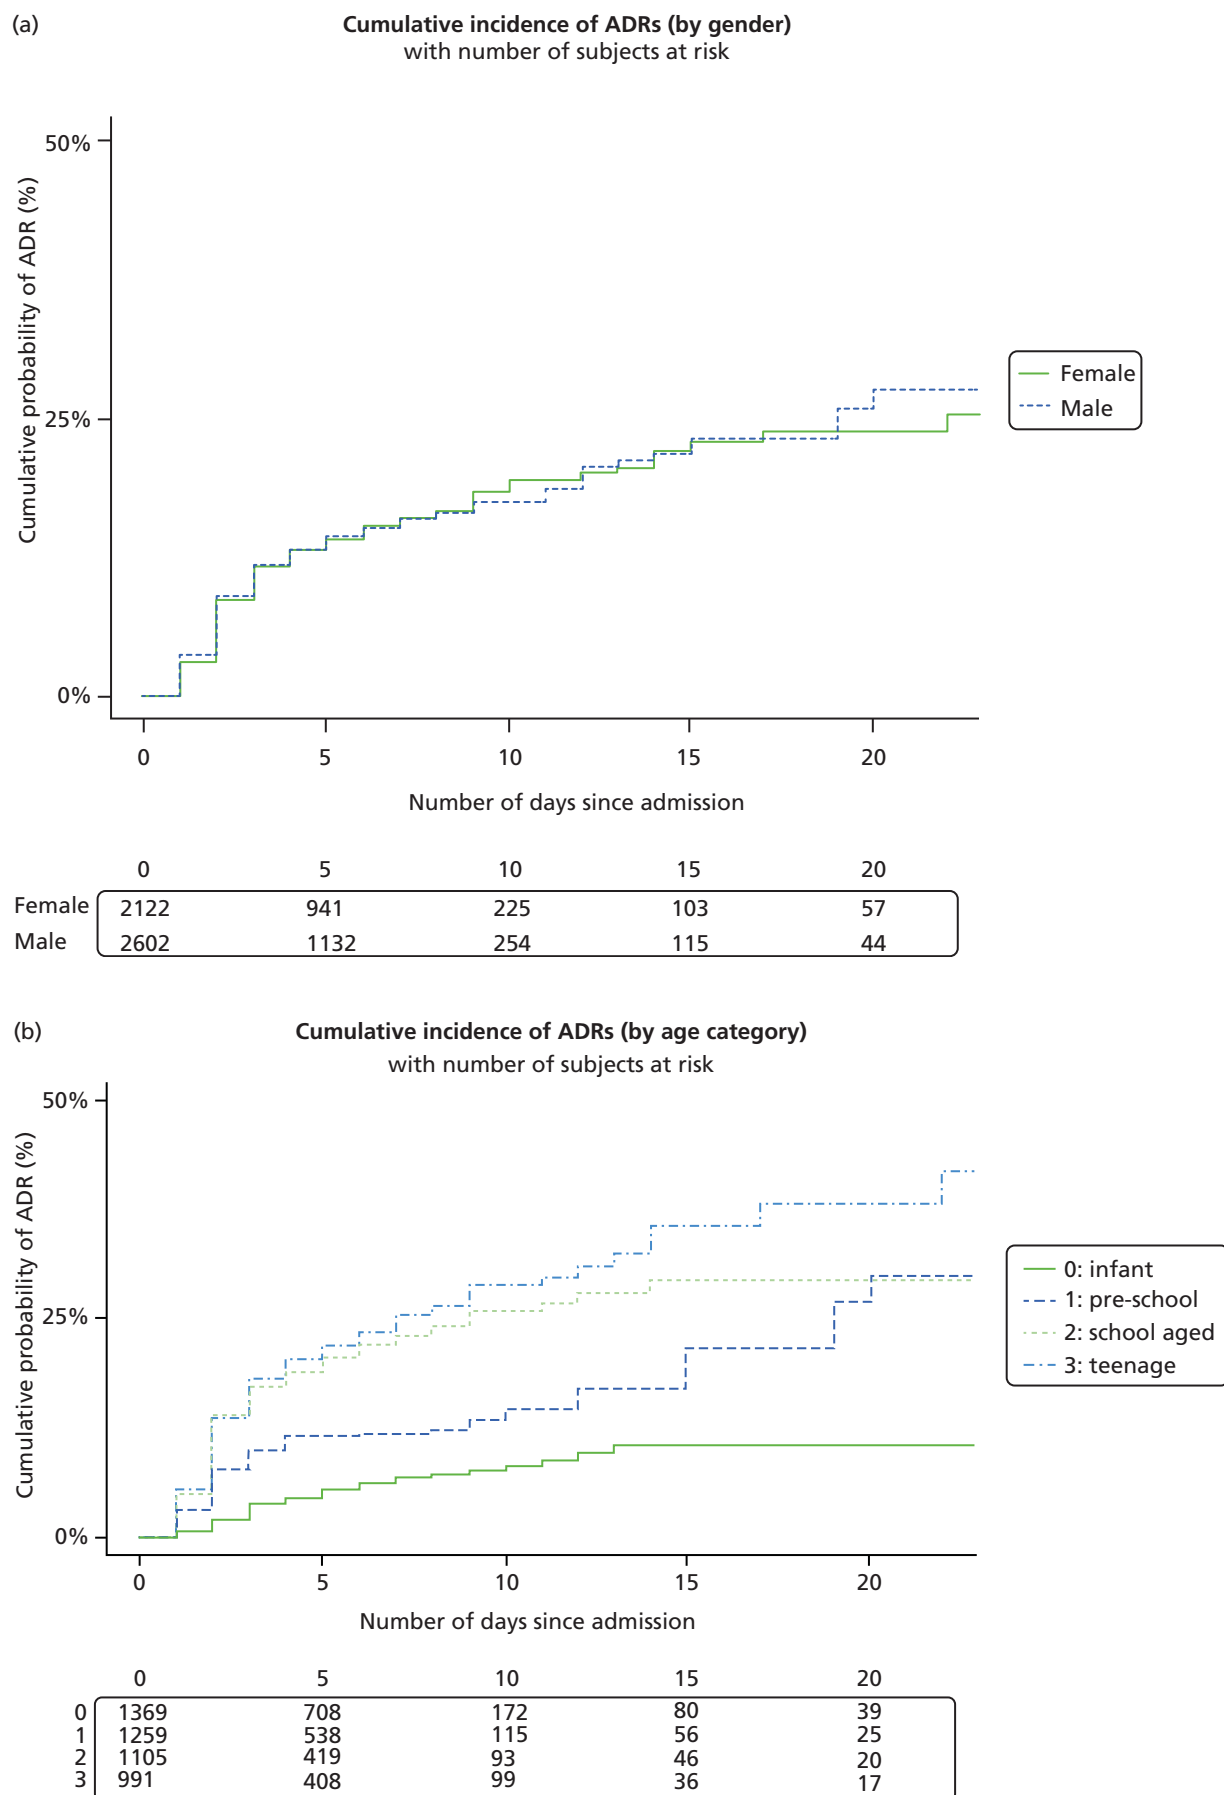 (a)
Cumulative incidence of ADRs (by gender)
with number of subjects at risk
Cumulative probability of ADR (%)
50%
25%
0%
Female
Male
0 5 10 15 20
Number of days since admission
0 5 10 15 20
Female 2122 941 225 103 57
Male 2602 1132 254 115 44
(b)
Cumulative incidence of ADRs (by age category)
with number of subjects at risk
Cumulative probability of ADR (%)
50%
25%
0%
0: infant
1: pre-school
2: school aged
3: teenage
0 5 10 15 20
Number of days since admission
0 5 10 15 20
0 1369 708 172 80 39
1 1259 538 115 56 25
2 1105 419 93 46 20
3 991 408 99 36 17